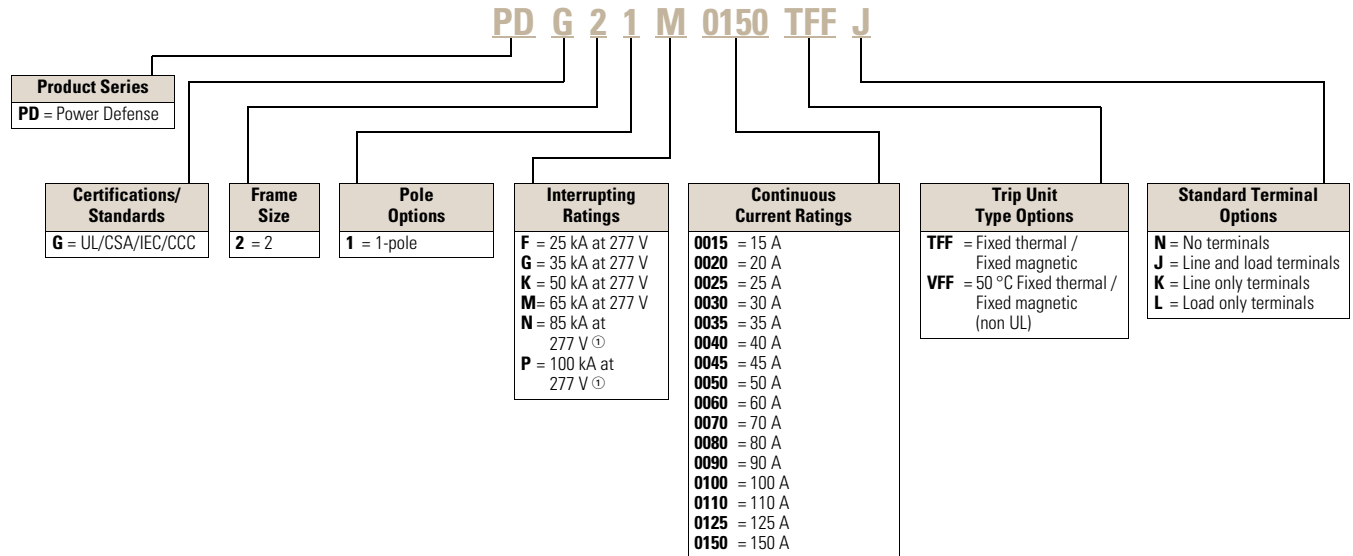 PD G 2 1 M 0150 TFF J
Product Series
PD = Power Defense
Certifications/
Standards
G = UL/CSA/IEC/CCC
Frame
Size
2 = 2
Pole
Options
1 = 1-pole
Interrupting
Ratings
F = 25 kA at 277 V
G = 35 kA at 277 V
K = 50 kA at 277 V
M = 65 kA at 277 V
N = 85 kA at
277 V ①
P = 100 kA at
277 V ①
Continuous
Current Ratings
0015 = 15 A
0020 = 20 A
0025 = 25 A
0030 = 30 A
0035 = 35 A
0040 = 40 A
0045 = 45 A
0050 = 50 A
0060 = 60 A
0070 = 70 A
0080 = 80 A
0090 = 90 A
0100 = 100 A
0110 = 110 A
0125 = 125 A
0150 = 150 A
Trip Unit
Type Options
TFF = Fixed thermal /
Fixed magnetic
VFF = 50 °C Fixed thermal /
Fixed magnetic
(non UL)
Standard Terminal
Options
N = No terminals
J = Line and load terminals
K = Line only terminals
L = Load only terminals